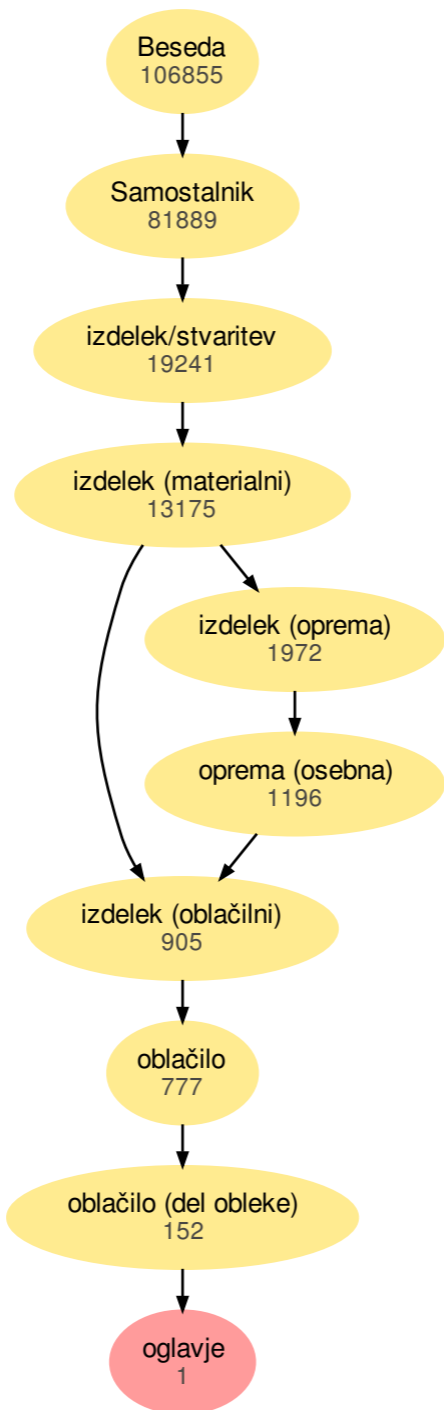 Beseda
106855
Samostalnik
81889
izdelek/stvaritev
19241
izdelek (materialni)
13175
izdelek (oprema)
1972
oprema (osebna)
1196
izdelek (oblačilni)
905
oblačilo
777
oblačilo (del obleke)
152
oglavje
1